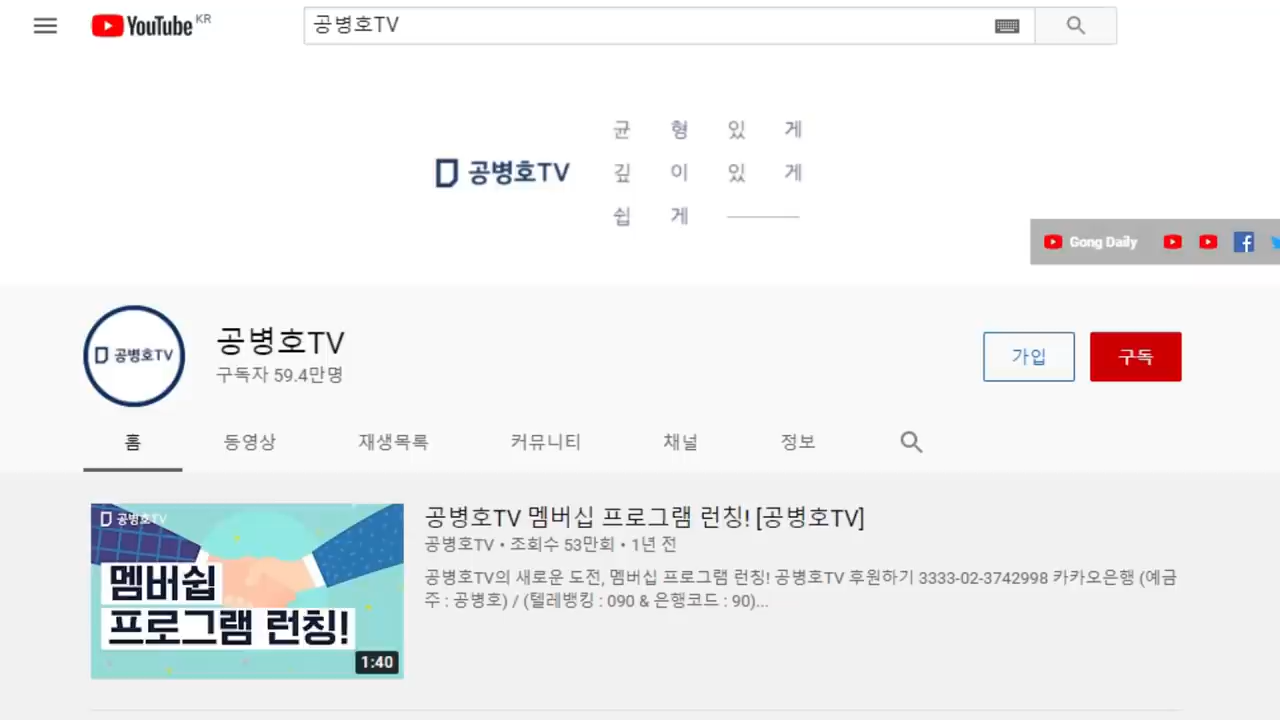 YouTube KR
공병호TV
균 형 있 게
공병호TV
깊 이 있 게
쉽 게
Gong Daily
공병호TV
공병호TV
구독자 59.4만명
가입
구독
홈
동영상
재생목록
커뮤니티
채널
정보
공병호TV
멤버쉽
프로그램 런칭!
1:40
공병호TV 멤버십 프로그램 런칭! [공병호TV]
공병호TV • 조회수 53만회 • 1년 전
공병호TV의 새로운 도전, 멤버십 프로그램 런칭! 공병호TV 후원하기 3333-02-3742998 카카오은행 (예금
주 : 공병호) / (텔레뱅킹 : 090 & 은행코드 : 90)...